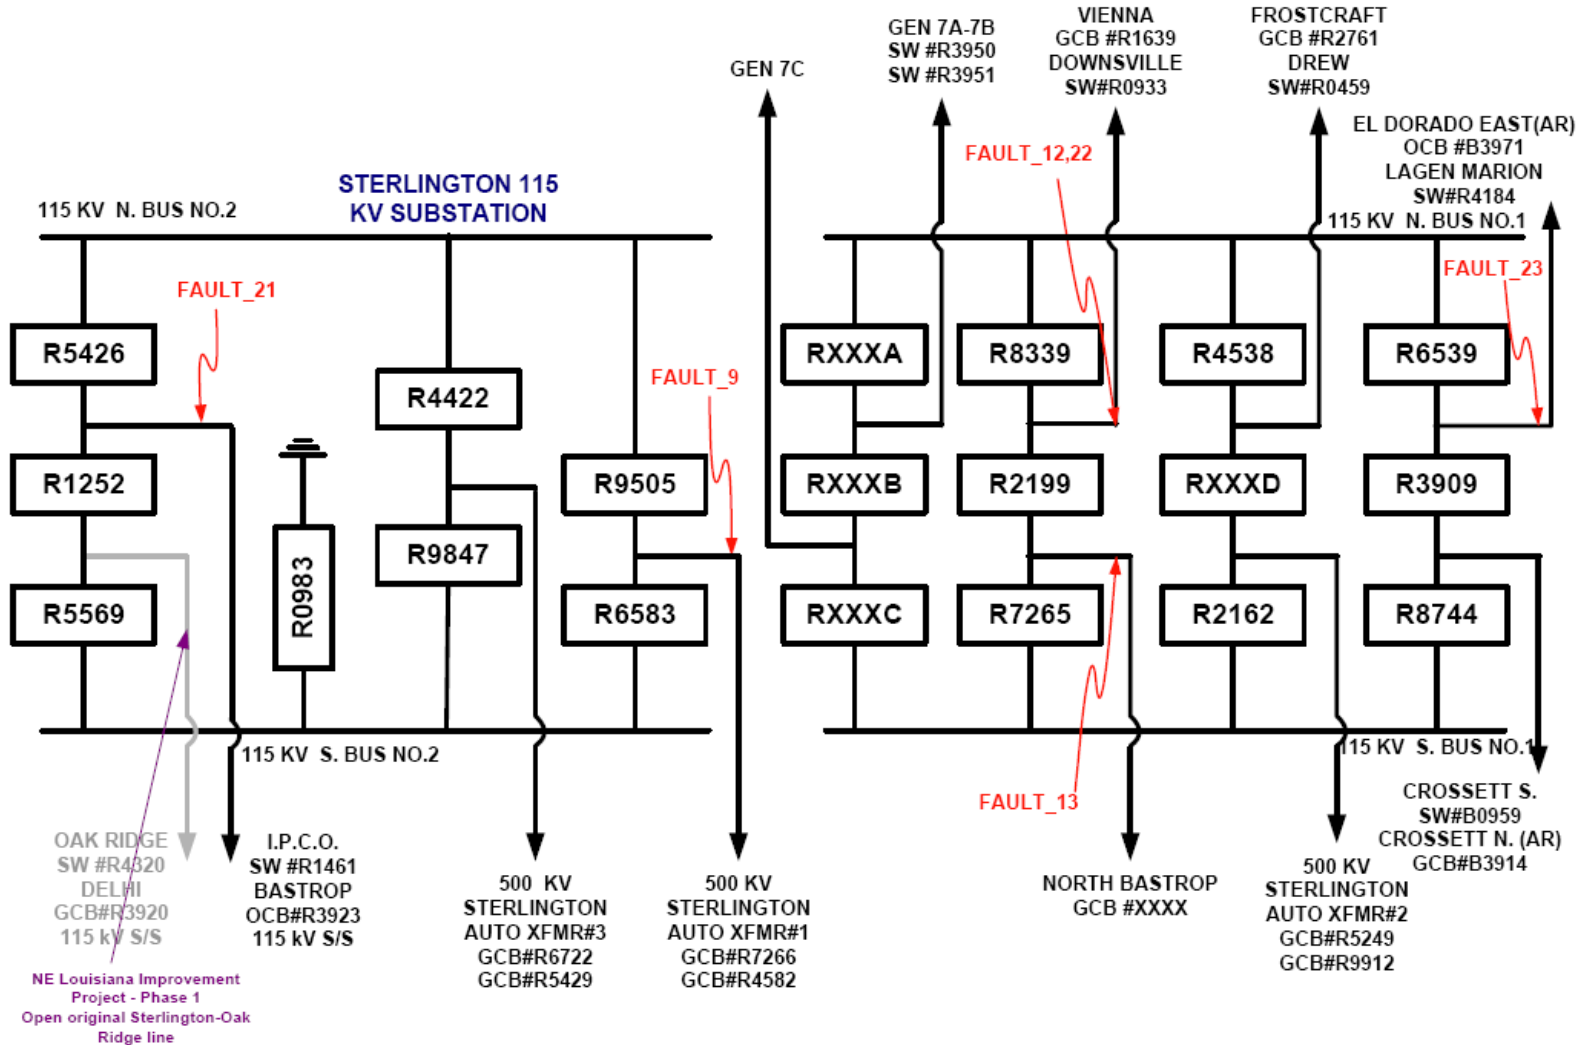 GEN 7C
GEN 7A-7B
SW #R3950
SW #R3951
VIENNA
GCB #R1639
DOWNSVILLE
SW#R0933
FROSTCRAFT
GCB #R2761
DREW
SW#R0459
EL DORADO EAST(AR)
OCB #B3971
LAGEN MARION
SW#R4184
115 KV  N. BUS NO.1
FAULT_12,22
FAULT_23
STERLINGTON 115
KV SUBSTATION
115 KV  N. BUS NO.2
FAULT_21
FAULT_9
R5426
R1252
R5569
R0983
R4422
R9847
R9505
R6583
RXXXA
RXXXB
RXXXC
R8339
R2199
R7265
R4538
RXXXD
R2162
R6539
R3909
R8744
115 KV  S. BUS NO.2
115 KV  S. BUS NO.1
FAULT_13
OAK RIDGE
SW #R4320
DELHI
GCB#R3920
115 kV S/S
I.P.C.O.
SW #R1461
BASTROP
OCB#R3923
115 kV S/S
500  KV
STERLINGTON
AUTO XFMR#3
GCB#R6722
GCB#R5429
500  KV
STERLINGTON
AUTO XFMR#1
GCB#R7266
GCB#R4582
NORTH BASTROP
GCB #XXXX
500  KV
STERLINGTON
AUTO XFMR#2
GCB#R5249
GCB#R9912
CROSSETT S.
SW#B0959
CROSSETT N. (AR)
GCB#B3914
NE Louisiana Improvement
Project - Phase 1
Open original Sterlington-Oak
Ridge line